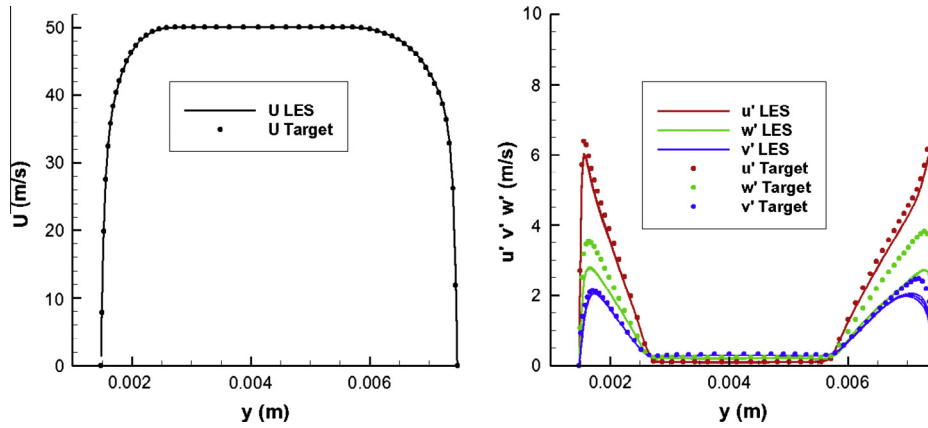 50
40
30
20
10
0
U (m/s)
U LES
U Target
0.002
0.004
0.006
y (m)
10
8
6
4
2
0
u' v' w' (m/s)
u' LES
w' LES
v' LES
u' Target
w' Target
v' Target
0.002
0.004
0.006
y (m)